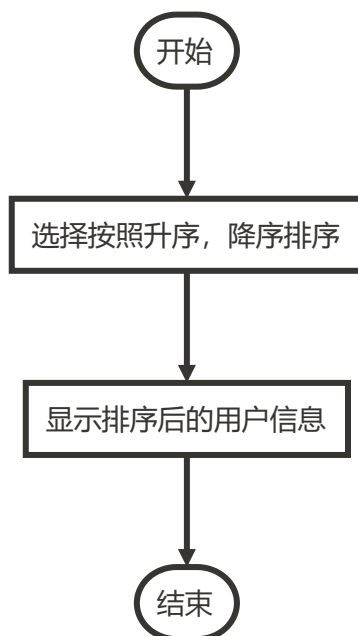 开始
选择按照升序，降序排序
显示排序后的用户信息
结束